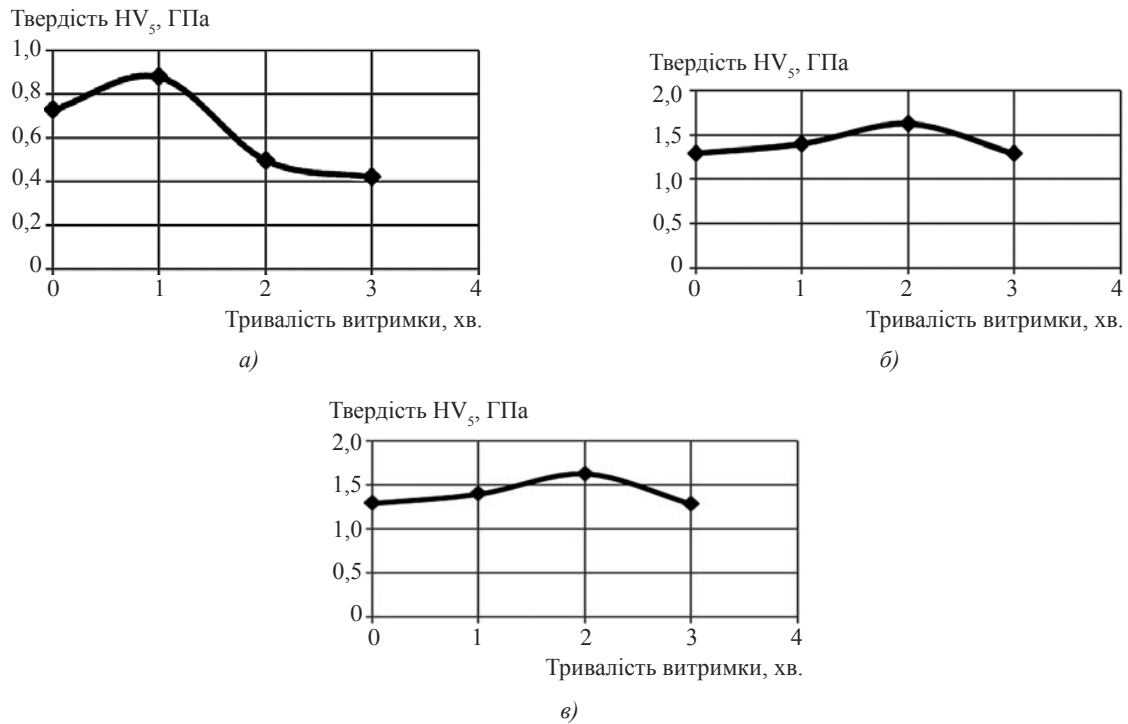 Твердість HV5, ГПа
1,0
0,8
0,6
0,4
0,2
0
0 1 2 3 4
Тривалість витримки, хв.
а)
Твердість HV5, ГПа
2,0
1,5
1,0
0,5
0
0 1 2 3 4
Тривалість витримки, хв.
б)
Твердість HV5, ГПа
2,0
1,5
1,0
0,5
0
0 1 2 3 4
Тривалість витримки, хв.
в)